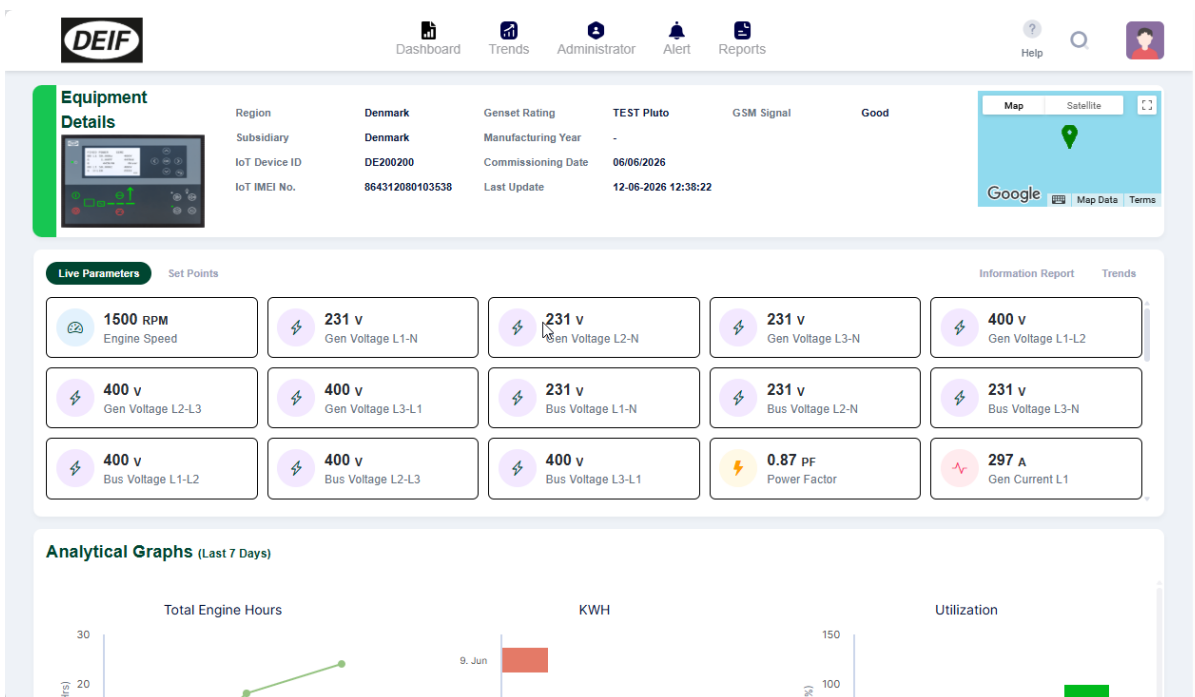 DEIF
Dashboard Trends Administrator Alert Reports
? Help
Equipment Details
Region Denmark Genset Rating TEST Pluto GSM Signal Good
Subsidiary Denmark Manufacturing Year -
IoT Device ID DE200200 Commissioning Date 06/06/2026
IoT IMEI No. 864312080103538 Last Update 12-06-2026 12:38:22
Map Satellite
Google Map Data Terms
Live Parameters Set Points Information Report Trends
1500 RPM
Engine Speed
231 V
Gen Voltage L1-N
231 V
Gen Voltage L2-N
231 V
Gen Voltage L3-N
400 V
Gen Voltage L1-L2
400 V
Gen Voltage L2-L3
400 V
Gen Voltage L3-L1
231 V
Bus Voltage L1-N
231 V
Bus Voltage L2-N
231 V
Bus Voltage L3-N
400 V
Bus Voltage L1-L2
400 V
Bus Voltage L2-L3
400 V
Bus Voltage L3-L1
0.87 PF
Power Factor
297 A
Gen Current L1
Analytical Graphs (Last 7 Days)
Total Engine Hours
30
20
KWH
9. Jun
Utilization
150
100